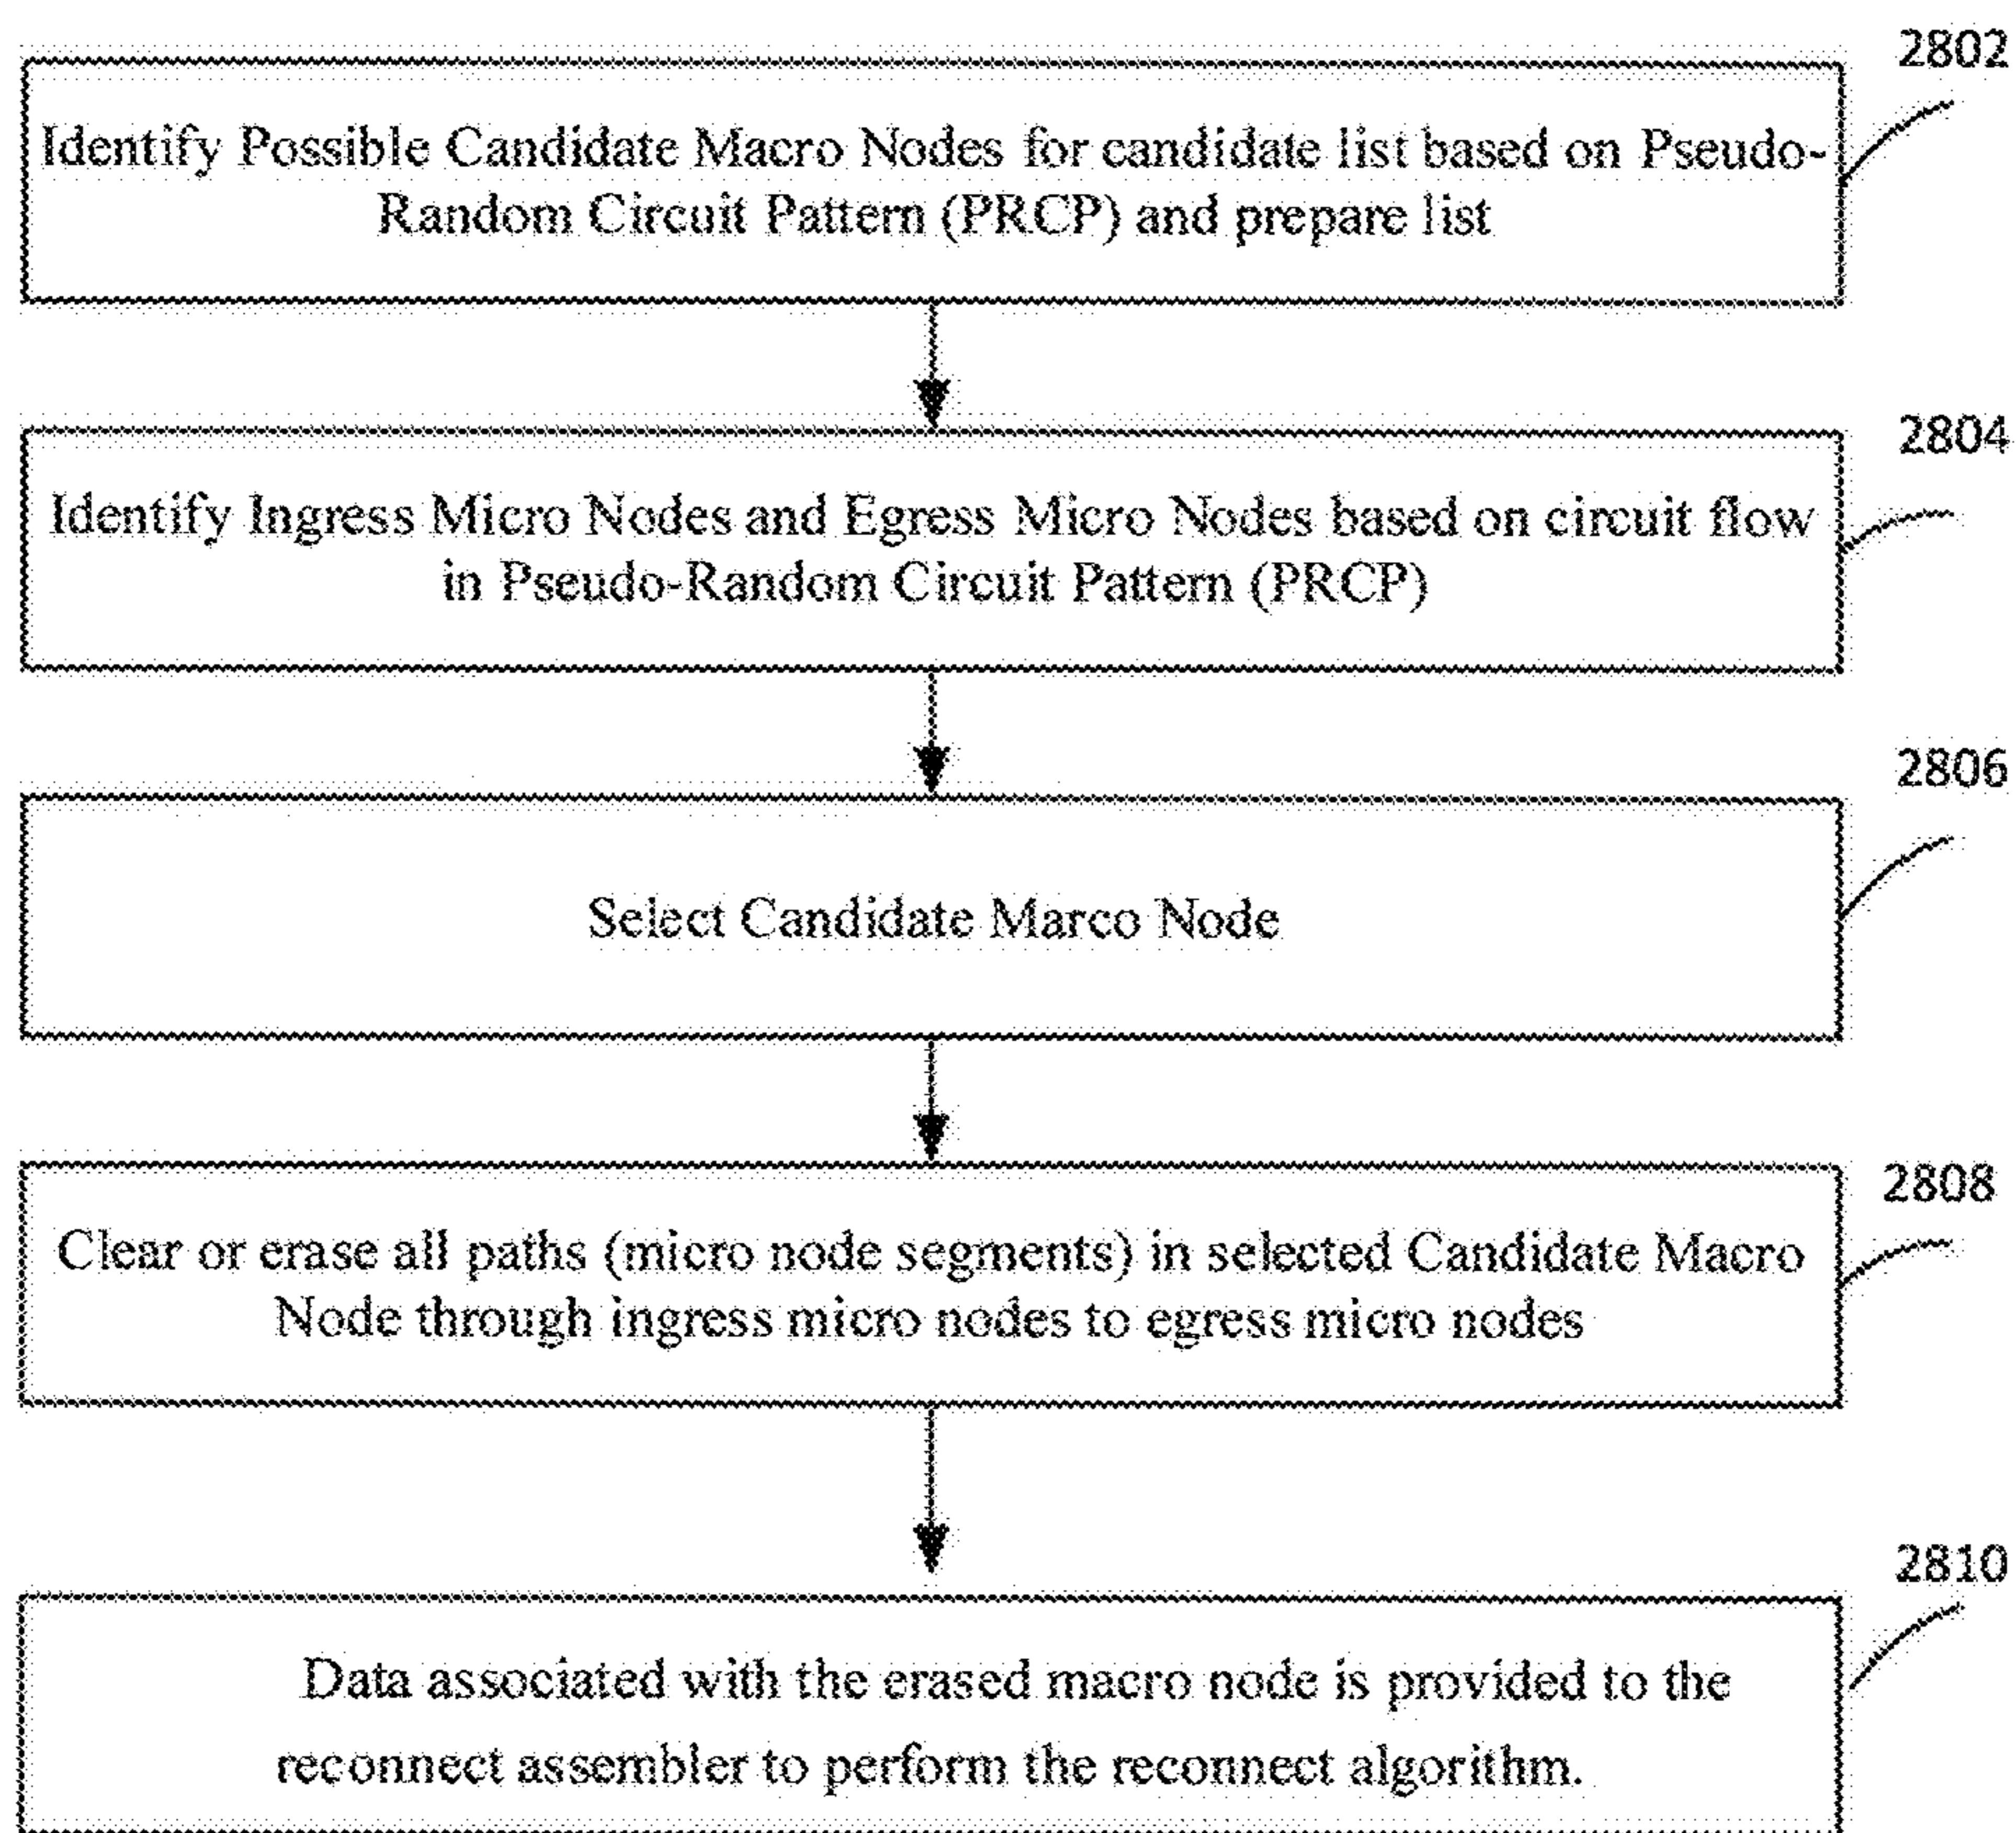 2802
Identify Possible Candidate Macro Nodes for candidate list based on Pseudo-
Random Circuit Pattern (PRCP) and prepare list
2804
Identify Ingress Micro Nodes and Egress Micro Nodes based on circuit flow
in Pseudo-Random Circuit Pattern (PRCP)
2806
Select Candidate Marco Node
2808
Clear or erase all paths (micro node segments) in selected Candidate Macro
Node through ingress micro nodes to egress micro nodes
2810
Data associated with the erased macro node is provided to the
reconnect assembler to perform the reconnect algorithm.